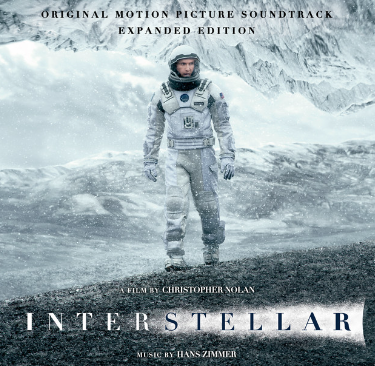 ORIGINAL MOTION PICTURE SOUNDTRACK
EXPANDED EDITION
A FILM BY CHRISTOPHER NOLAN
INTERSTELLAR
MUSIC BY HANS ZIMMER